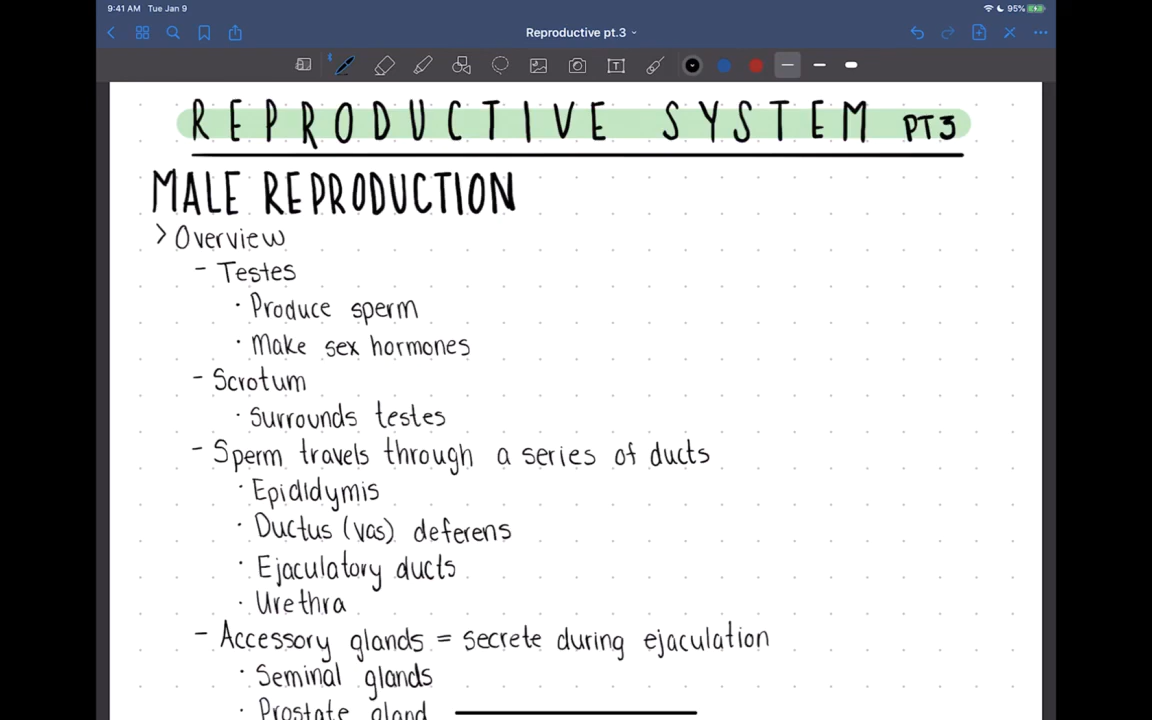 9:41 AM Tue Jan 9 95%
Reproductive pt.3
REPRODUCTIVE SYSTEM PT3
MALE REPRODUCTION
> Overview
- Testes
· Produce sperm
· Make sex hormones
- Scrotum
· Surrounds testes
- Sperm travels through a series of ducts
· Epididymis
· Ductus (vas) deferens
· Ejaculatory ducts
· Urethra
- Accessory glands = secrete during ejaculation
· Seminal glands
· Prostate gland